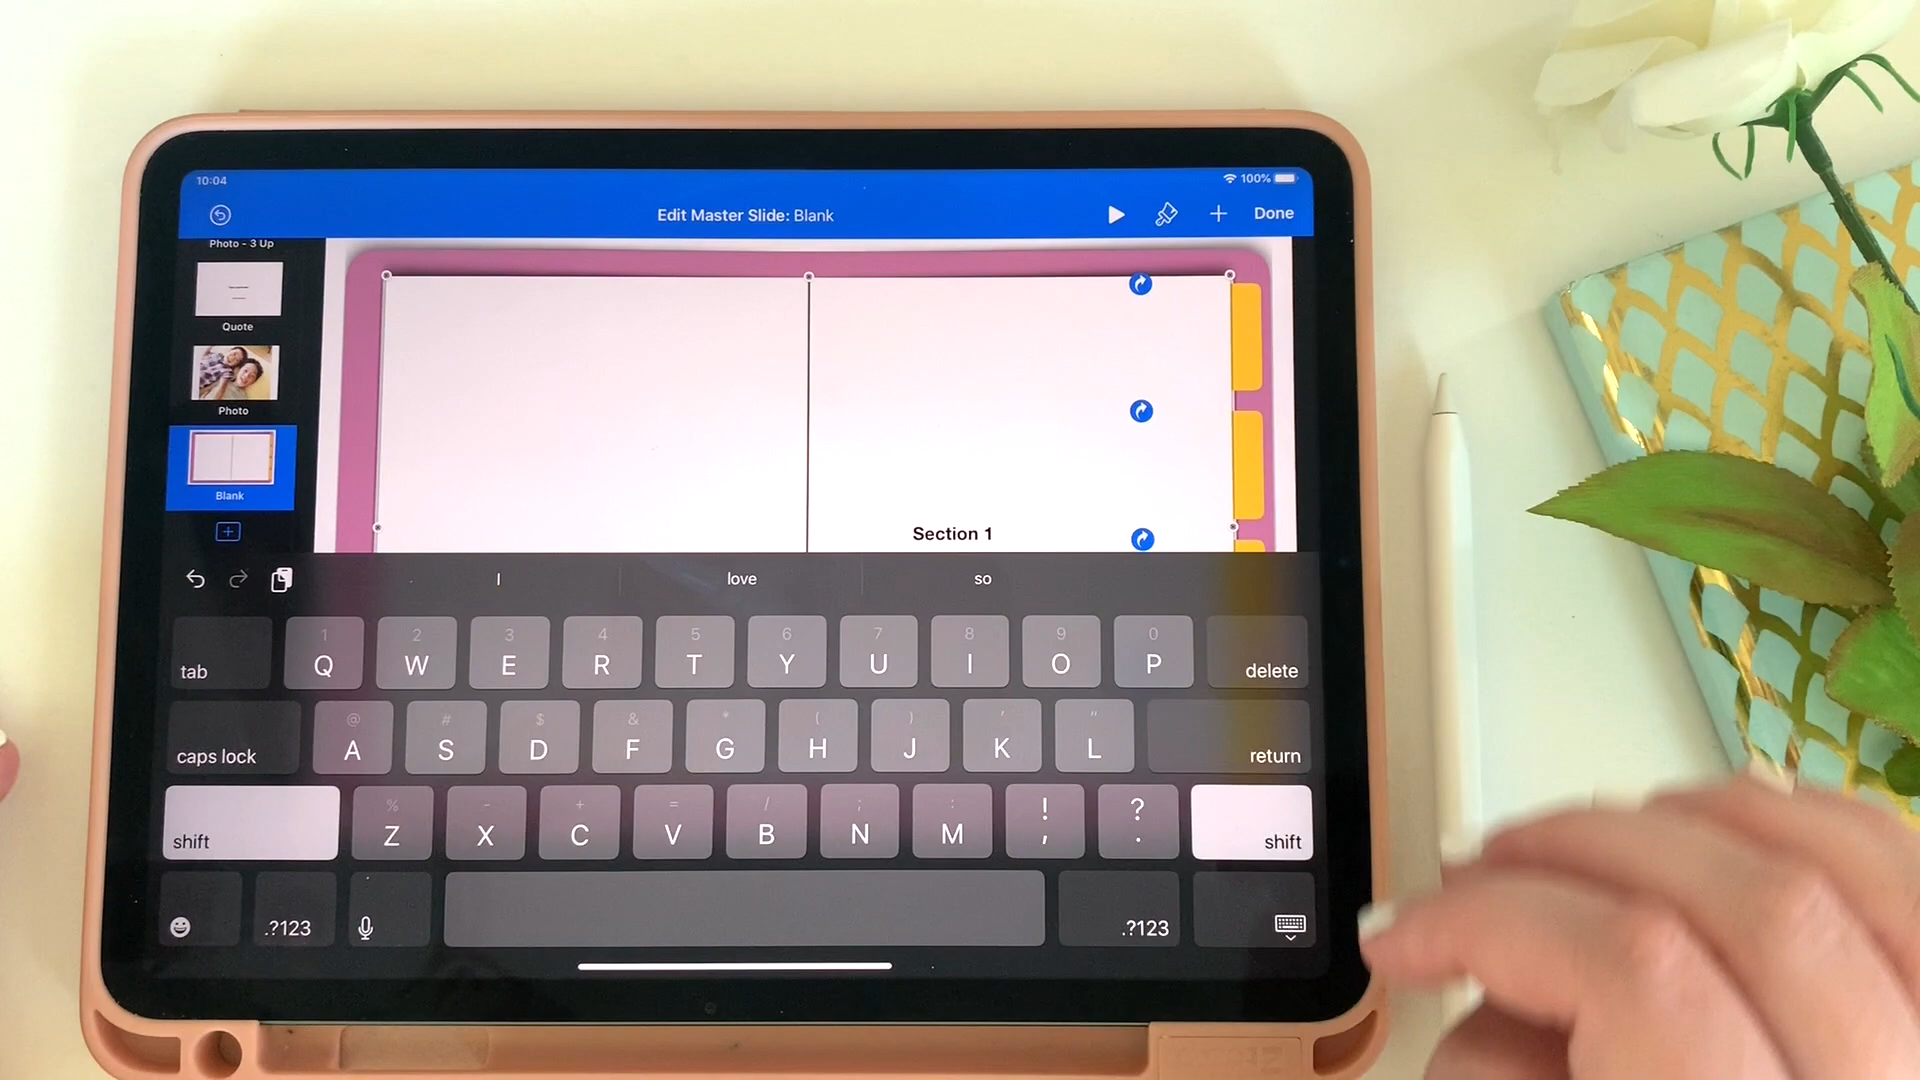 10:04
100%
Edit Master Slide: Blank
Done
Photo - 3 Up
Quote
Photo
Blank
Section 1
I love so
1 2 3 4 5 6 7 8 9 0
tab Q W E R T Y U I O P delete
@ # $ & * ( ) ' "
caps lock A S D F G H J K L return
% - + = / ; : ! ?
shift Z X C V B N M , . shift
.?123 .?123